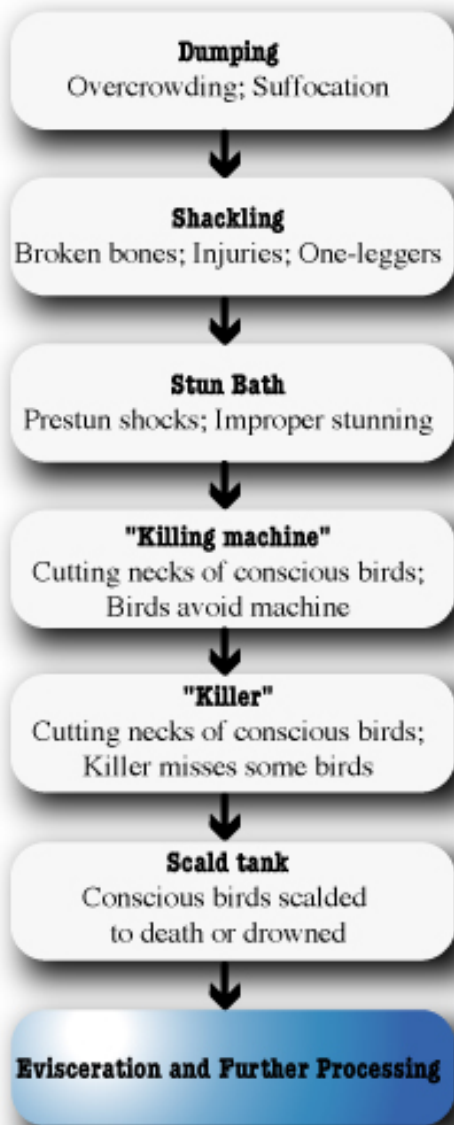 Dumping
Overcrowding; Suffocation
Shackling
Broken bones; Injuries; One-leggers
Stun Bath
Prestun shocks; Improper stunning
"Killing machine"
Cutting necks of conscious birds;
Birds avoid machine
"Killer"
Cutting necks of conscious birds;
Killer misses some birds
Scald tank
Conscious birds scalded
to death or drowned
Evisceration and Further Processing